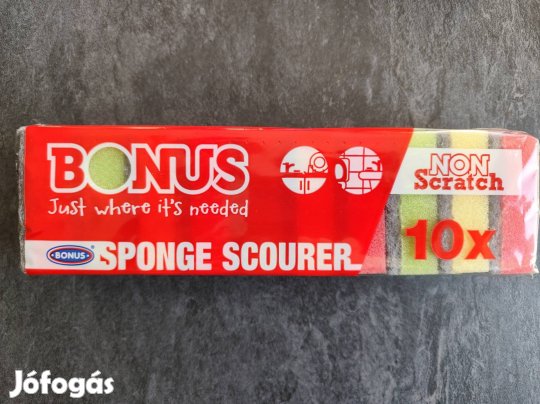 BONUS
Just where it's needed
NON
Scratch
10x
BONUS®
SPONGE SCOURER
Jófogás